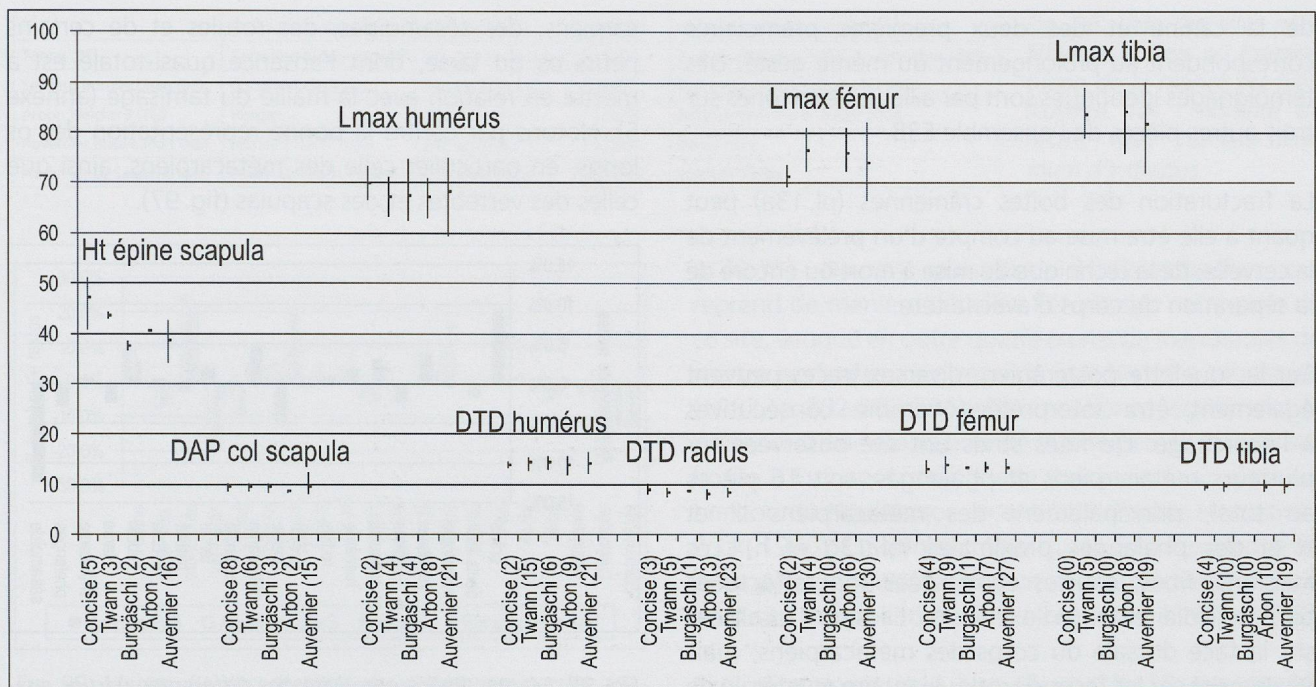 100
90
80
70
60
50
40
30
20
10
0
Lmax tibia
Lmax fémur
Lmax humérus
Ht épine scapula
DTD humérus
DTD fémur
DAP col scapula
DTD radius
DTD tibia
Concise (5)
Twann (3)
Burgäschi (2)
Arbon (2)
Auvernier (16)
Concise (8)
Twann (6)
Burgäschi (3)
Arbon (2)
Auvernier (15)
Concise (2)
Twann (4)
Burgäschi (4)
Arbon (8)
Auvernier (21)
Concise (2)
Twann (15)
Burgäschi (6)
Arbon (9)
Auvernier (21)
Concise (3)
Twann (5)
Burgäschi (1)
Arbon (3)
Auvernier (23)
Concise (2)
Twann (4)
Burgäschi (0)
Arbon (6)
Auvernier (30)
Concise (4)
Twann (9)
Burgäschi (1)
Arbon (7)
Auvernier (27)
Concise (0)
Twann (5)
Burgäschi (0)
Arbon (8)
Auvernier (19)
Concise (4)
Twann (10)
Burgäschi (0)
Arbon (10)
Auvernier (19)